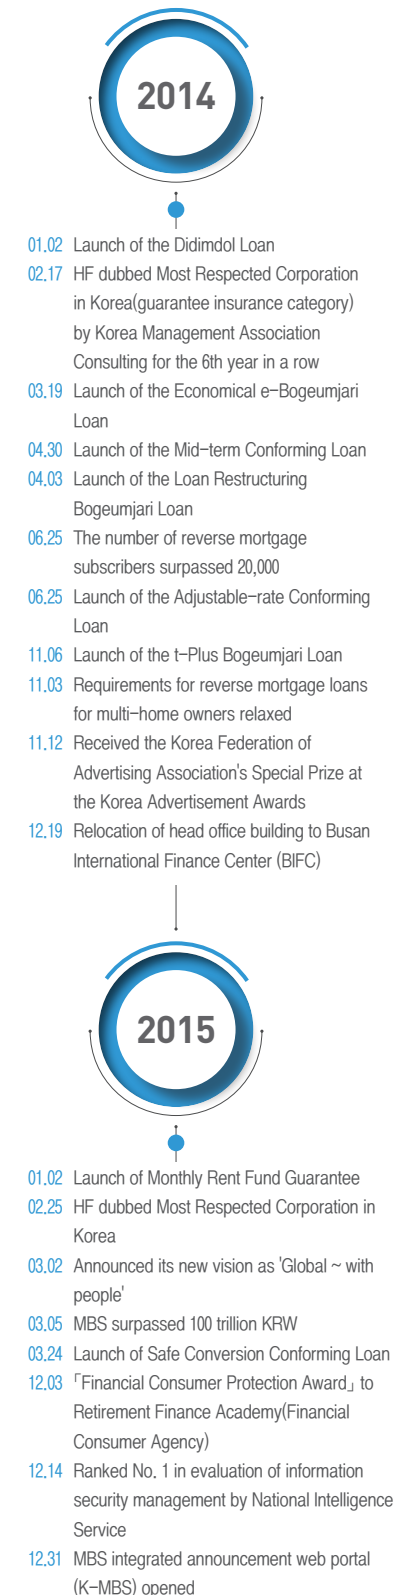 2014
01.02 Launch of the Didimdol Loan
02.17 HF dubbed Most Respected Corporation
in Korea(guarantee insurance category)
by Korea Management Association
Consulting for the 6th year in a row
03.19 Launch of the Economical e-Bogeumjari
Loan
04.30 Launch of the Mid-term Conforming Loan
04.03 Launch of the Loan Restructuring
Bogeumjari Loan
06.25 The number of reverse mortgage
subscribers surpassed 20,000
06.25 Launch of the Adjustable-rate Conforming
Loan
11.06 Launch of the t-Plus Bogeumjari Loan
11.03 Requirements for reverse mortgage loans
for multi-home owners relaxed
11.12 Received the Korea Federation of
Advertising Association's Special Prize at
the Korea Advertisement Awards
12.19 Relocation of head office building to Busan
International Finance Center (BIFC)
2015
01.02 Launch of Monthly Rent Fund Guarantee
02.25 HF dubbed Most Respected Corporation in
Korea
03.02 Announced its new vision as 'Global ~ with
people'
03.05 MBS surpassed 100 trillion KRW
03.24 Launch of Safe Conversion Conforming Loan
12.03 「Financial Consumer Protection Award」 to
Retirement Finance Academy(Financial
Consumer Agency)
12.14 Ranked No. 1 in evaluation of information
security management by National Intelligence
Service
12.31 MBS integrated announcement web portal
(K-MBS) opened